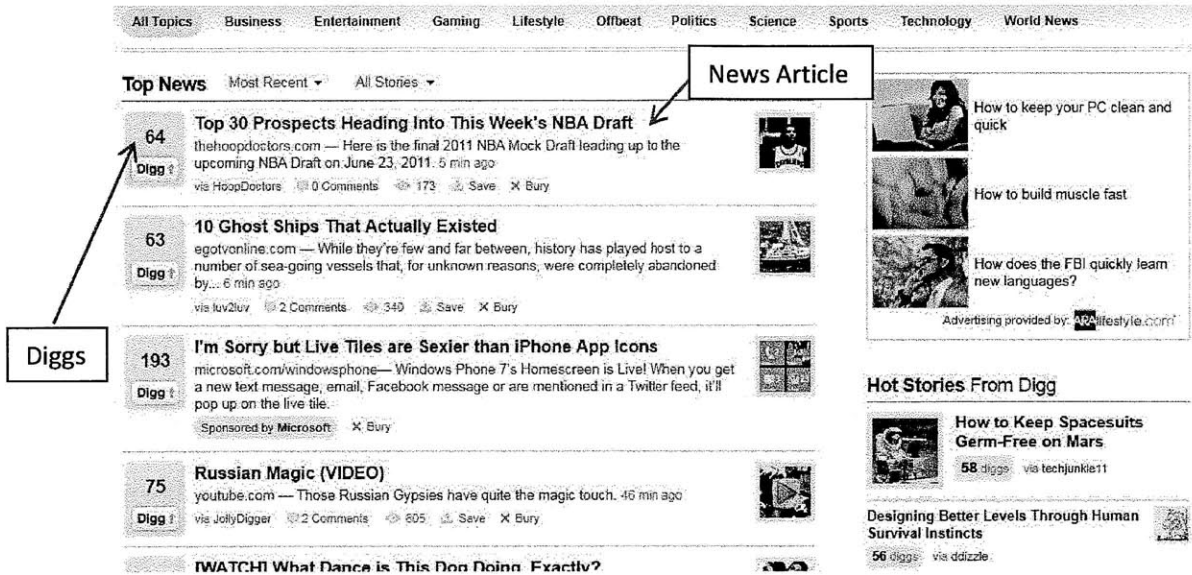 All Topics Business Entertainment Gaming Lifestyle Offbeat Politics Science Sports Technology World News
Top News Most Recent All Stories
News Article
64
Digg
Top 30 Prospects Heading Into This Week's NBA Draft
thehoopdoctors.com — Here is the final 2011 NBA Mock Draft leading up to the
upcoming NBA Draft on June 23, 2011. 5 min ago
via HoopDoctors 0 Comments 173 Save X Bury
63
Digg
10 Ghost Ships That Actually Existed
egotvonline.com — While they're few and far between, history has played host to a
number of sea-going vessels that, for unknown reasons, were completely abandoned
by... 6 min ago
via luv2luv 2 Comments 340 Save X Bury
Diggs
193
Digg
I'm Sorry but Live Tiles are Sexier than iPhone App Icons
microsoft.com/windowsphone— Windows Phone 7's Homescreen is Live! When you get
a new text message, email, Facebook message or are mentioned in a Twitter feed, it'll
pop up on the live tile.
Sponsored by Microsoft X Bury
75
Digg
Russian Magic (VIDEO)
youtube.com — Those Russian Gypsies have quite the magic touch. 46 min ago
via JollyDigger 2 Comments 605 Save X Bury
[WATCH] What Dance is This Dog Doing, Exactly?
How to keep your PC clean and
quick
How to build muscle fast
How does the FBI quickly learn
new languages?
Advertising provided by: ARAlifestyle.com
Hot Stories From Digg
How to Keep Spacesuits
Germ-Free on Mars
58 diggs via techjunkie11
Designing Better Levels Through Human
Survival Instincts
56 diggs via ddizzle